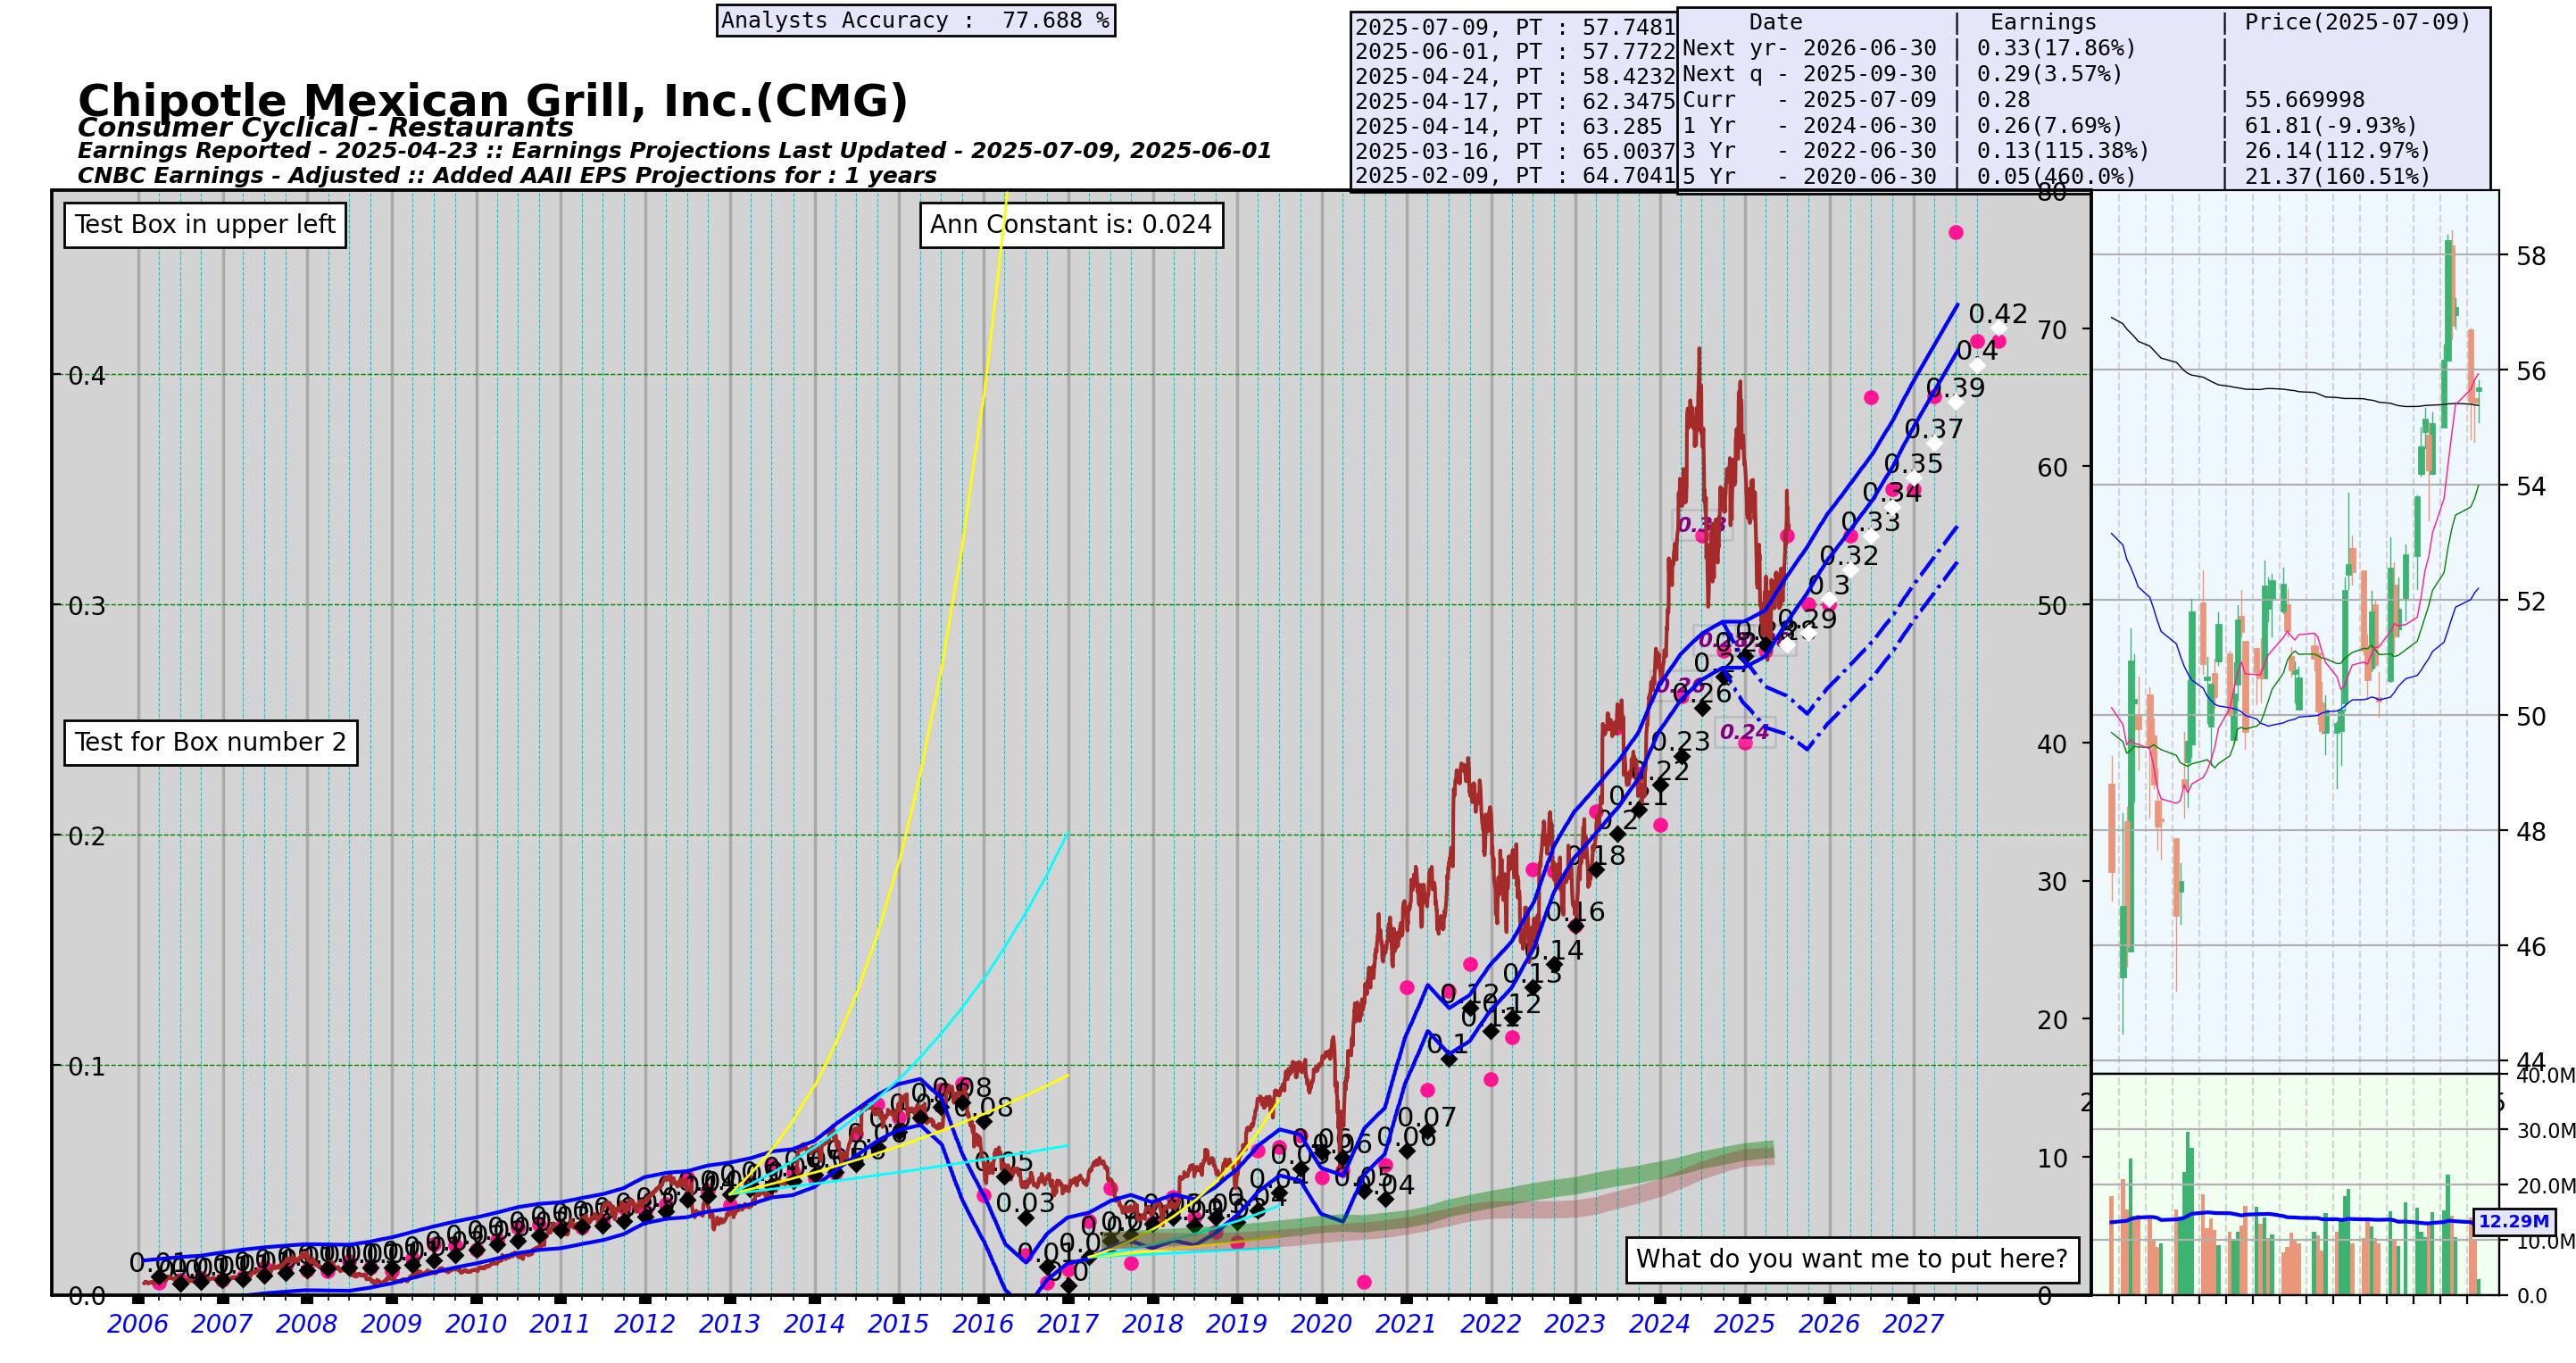 Analysts Accuracy :  77.688 %
2025-07-09, PT : 57.7481
2025-06-01, PT : 57.7722
2025-04-24, PT : 58.4232
2025-04-17, PT : 62.3475
2025-04-14, PT : 63.285
2025-03-16, PT : 65.0037
2025-02-09, PT : 64.7041
Date | Earnings | Price(2025-07-09)
Next yr- 2026-06-30 | 0.33(17.86%) |
Next q - 2025-09-30 | 0.29(3.57%) |
Curr - 2025-07-09 | 0.28 | 55.669998
1 Yr - 2024-06-30 | 0.26(7.69%) | 61.81(-9.93%)
3 Yr - 2022-06-30 | 0.13(115.38%) | 26.14(112.97%)
5 Yr - 2020-06-30 | 0.05(460.0%) | 21.37(160.51%)
Chipotle Mexican Grill, Inc.(CMG)
Consumer Cyclical - Restaurants
Earnings Reported - 2025-04-23 :: Earnings Projections Last Updated - 2025-07-09, 2025-06-01
CNBC Earnings - Adjusted :: Added AAII EPS Projections for : 1 years
Test Box in upper left
Ann Constant is: 0.024
Test for Box number 2
What do you want me to put here?
0.4
0.3
0.2
0.1
0.0
80
70
60
50
40
30
20
10
0
0.42
0.4
0.39
0.37
0.35
0.34
0.33
0.32
0.3
0.29
0.33
0.24
0.26
0.23
0.22
0.21
0.2
0.18
0.16
0.14
0.13
0.12
0.12
0.11
0.1
0.07
0.06
0.04
0.05
0.03
0.08
0.08
58
56
54
52
50
48
46
44
40.0M
30.0M
20.0M
12.29M
10.0M
0.0
2006 2007 2008 2009 2010 2011 2012 2013 2014 2015 2016 2017 2018 2019 2020 2021 2022 2023 2024 2025 2026 2027